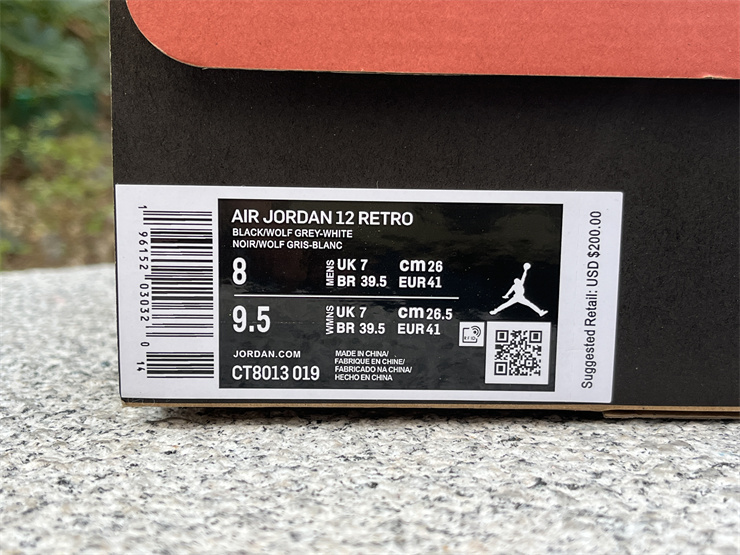 AIR JORDAN 12 RETRO
BLACK/WOLF GREY-WHITE
NOIR/WOLF GRIS-BLANC
8 MENS UK 7 cm 26
BR 39.5 EUR 41
9.5 WMNS UK 7 cm 26.5
BR 39.5 EUR 41
JORDAN.COM
CT8013 019
MADE IN CHINA/
FABRIQUE EN CHINE/
FABRICADO NA CHINA/
HECHO EN CHINA
Suggested Retail: USD $200.00
1 96152 03032 0 14